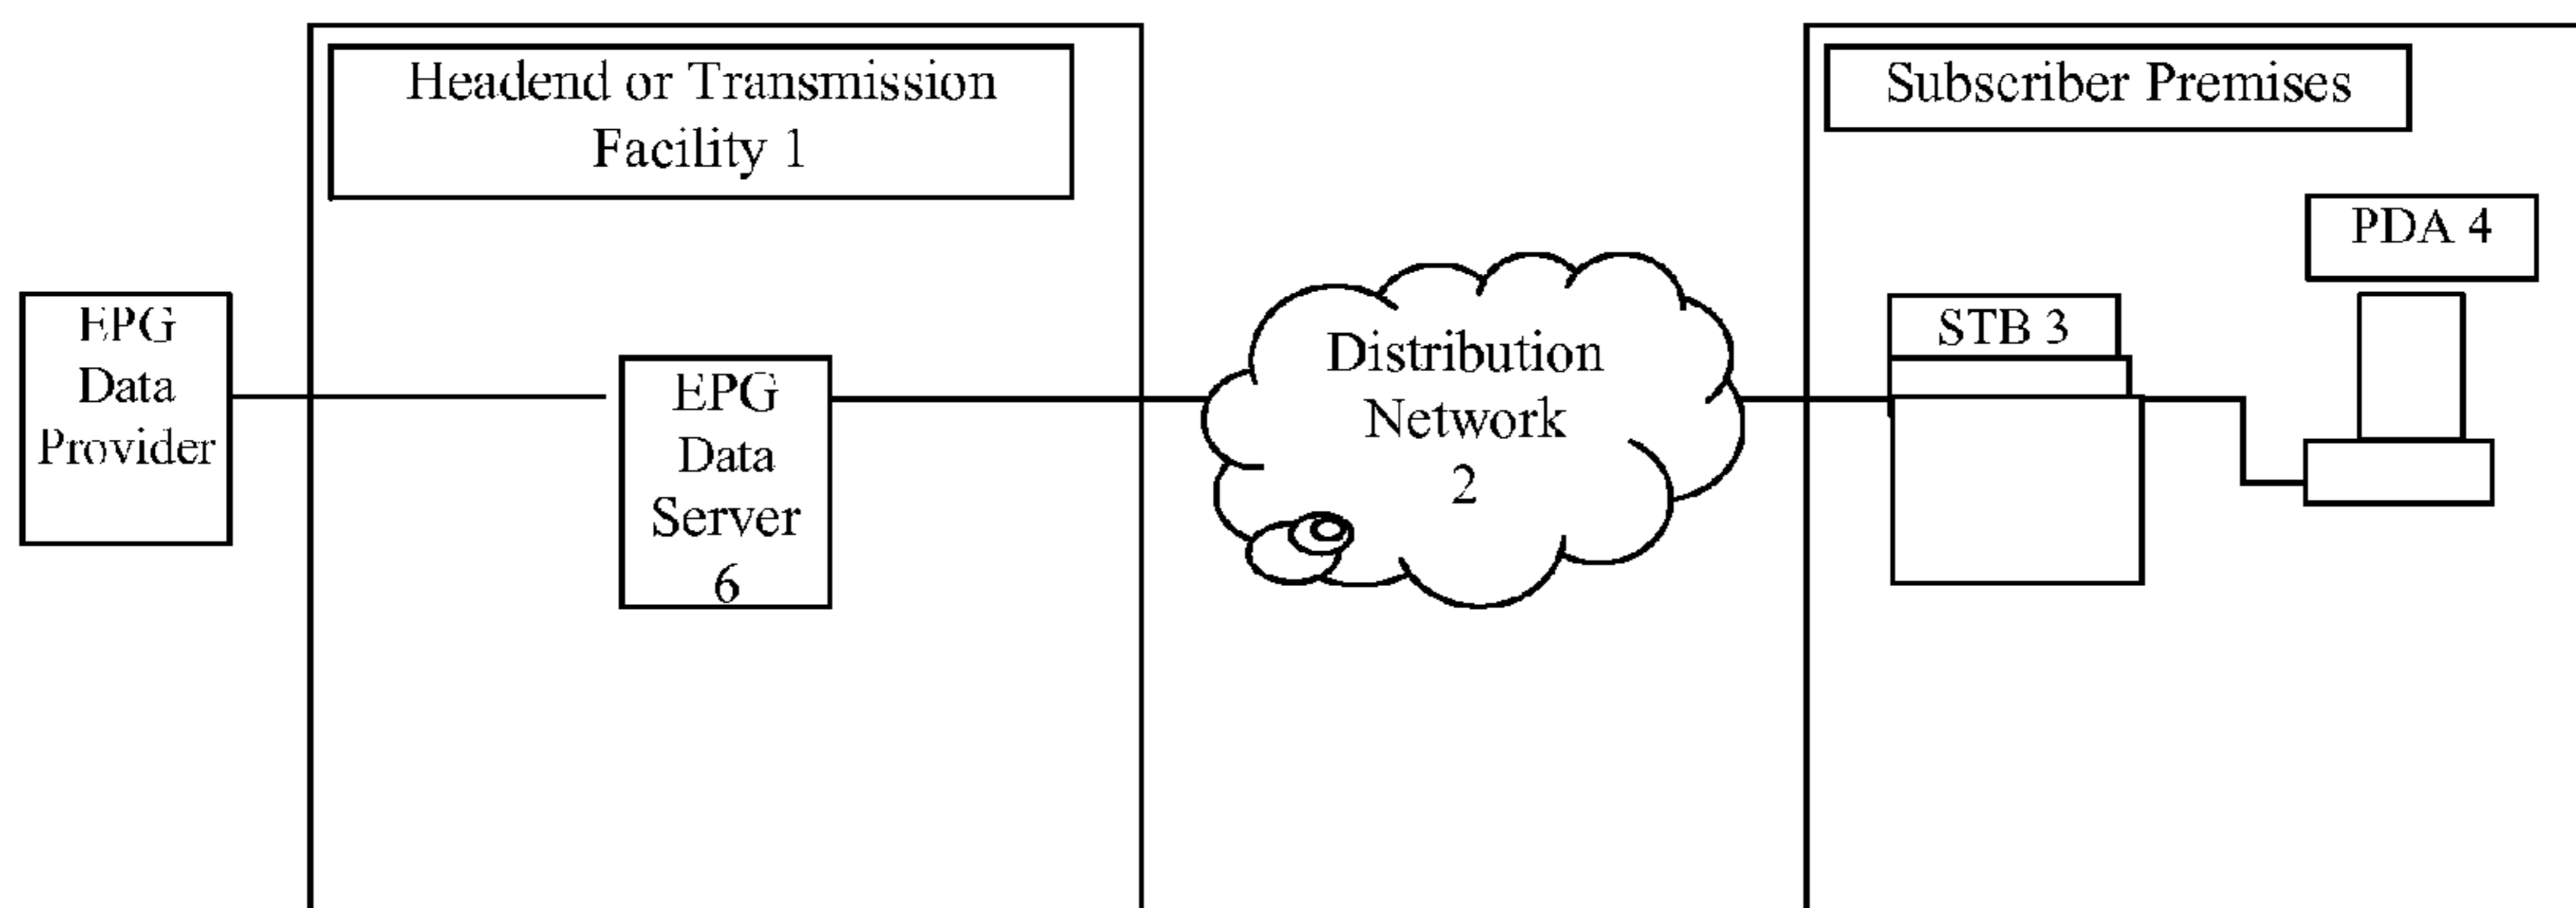 Headend or Transmission
Facility 1
Subscriber Premises
PDA 4
EPG
Data
Provider
EPG
Data
Server
6
Distribution
Network
2
STB 3